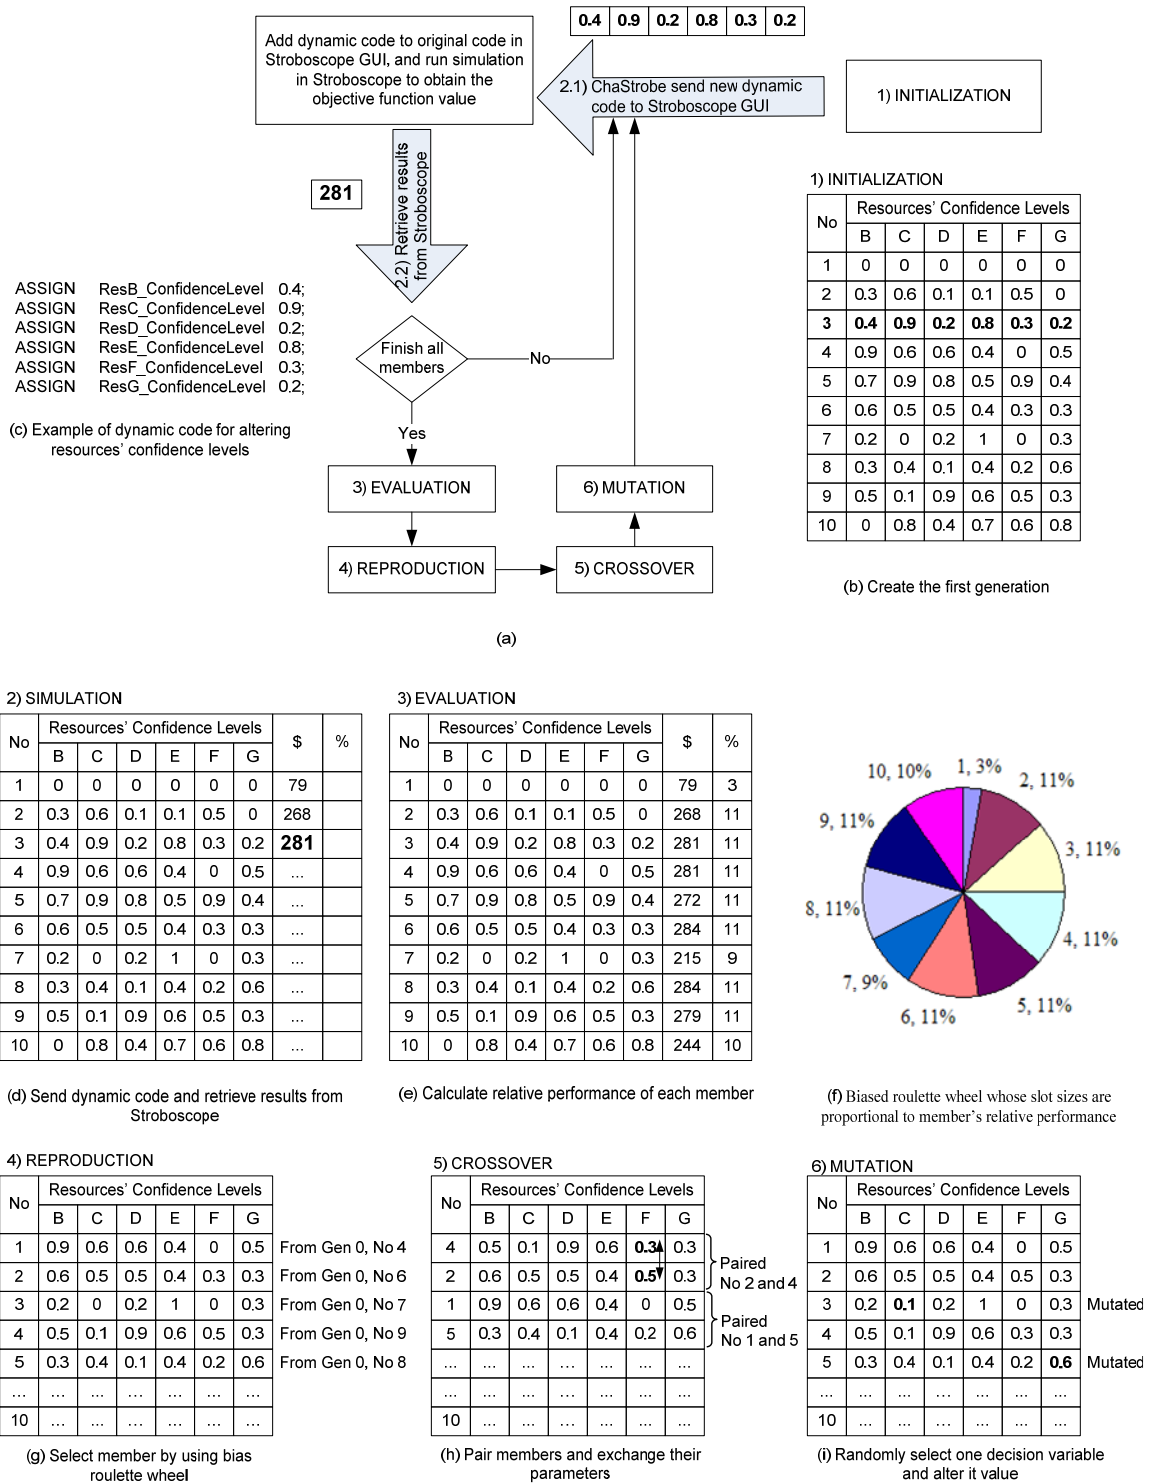 0.4 0.9 0.2 0.8 0.3 0.2
Add dynamic code to original code in
Stroboscope GUI, and run simulation
in Stroboscope to obtain the
objective function value
2.1) ChaStrobe send new dynamic
code to Stroboscope GUI
1) INITIALIZATION
281
2.2) Retrieve results
from Stroboscope
ASSIGN ResB_ConfidenceLevel 0.4;
ASSIGN ResC_ConfidenceLevel 0.9;
ASSIGN ResD_ConfidenceLevel 0.2;
ASSIGN ResE_ConfidenceLevel 0.8;
ASSIGN ResF_ConfidenceLevel 0.3;
ASSIGN ResG_ConfidenceLevel 0.2;
(c) Example of dynamic code for altering
resources' confidence levels
Finish all
members
No
Yes
3) EVALUATION
4) REPRODUCTION
5) CROSSOVER
6) MUTATION
(a)
1) INITIALIZATION
No Resources' Confidence Levels
B C D E F G
1 0 0 0 0 0 0
2 0.3 0.6 0.1 0.1 0.5 0
3 0.4 0.9 0.2 0.8 0.3 0.2
4 0.9 0.6 0.6 0.4 0 0.5
5 0.7 0.9 0.8 0.5 0.9 0.4
6 0.6 0.5 0.5 0.4 0.3 0.3
7 0.2 0 0.2 1 0 0.3
8 0.3 0.4 0.1 0.4 0.2 0.6
9 0.5 0.1 0.9 0.6 0.5 0.3
10 0 0.8 0.4 0.7 0.6 0.8
(b) Create the first generation
2) SIMULATION
No Resources' Confidence Levels $ %
B C D E F G
1 0 0 0 0 0 0 79
2 0.3 0.6 0.1 0.1 0.5 0 268
3 0.4 0.9 0.2 0.8 0.3 0.2 281
4 0.9 0.6 0.6 0.4 0 0.5 ...
5 0.7 0.9 0.8 0.5 0.9 0.4 ...
6 0.6 0.5 0.5 0.4 0.3 0.3 ...
7 0.2 0 0.2 1 0 0.3 ...
8 0.3 0.4 0.1 0.4 0.2 0.6 ...
9 0.5 0.1 0.9 0.6 0.5 0.3 ...
10 0 0.8 0.4 0.7 0.6 0.8 ...
(d) Send dynamic code and retrieve results from
Stroboscope
3) EVALUATION
No Resources' Confidence Levels $ %
B C D E F G
1 0 0 0 0 0 0 79 3
2 0.3 0.6 0.1 0.1 0.5 0 268 11
3 0.4 0.9 0.2 0.8 0.3 0.2 281 11
4 0.9 0.6 0.6 0.4 0 0.5 281 11
5 0.7 0.9 0.8 0.5 0.9 0.4 272 11
6 0.6 0.5 0.5 0.4 0.3 0.3 284 11
7 0.2 0 0.2 1 0 0.3 215 9
8 0.3 0.4 0.1 0.4 0.2 0.6 284 11
9 0.5 0.1 0.9 0.6 0.5 0.3 279 11
10 0 0.8 0.4 0.7 0.6 0.8 244 10
(e) Calculate relative performance of each member
1, 3%
2, 11%
3, 11%
4, 11%
5, 11%
6, 11%
7, 9%
8, 11%
9, 11%
10, 10%
(f) Biased roulette wheel whose slot sizes are
proportional to member's relative performance
4) REPRODUCTION
No Resources' Confidence Levels
B C D E F G
1 0.9 0.6 0.6 0.4 0 0.5 From Gen 0, No 4
2 0.6 0.5 0.5 0.4 0.3 0.3 From Gen 0, No 6
3 0.2 0 0.2 1 0 0.3 From Gen 0, No 7
4 0.5 0.1 0.9 0.6 0.5 0.3 From Gen 0, No 9
5 0.3 0.4 0.1 0.4 0.2 0.6 From Gen 0, No 8
... ... ... ... ... ... ...
10 ... ... ... ... ... ...
(g) Select member by using bias
roulette wheel
5) CROSSOVER
No Resources' Confidence Levels
B C D E F G
4 0.5 0.1 0.9 0.6 0.3 0.3
2 0.6 0.5 0.5 0.4 0.5 0.3
Paired
No 2 and 4
1 0.9 0.6 0.6 0.4 0 0.5
5 0.3 0.4 0.1 0.4 0.2 0.6
Paired
No 1 and 5
... ... ... ... ... ... ...
... ... ... ... ... ... ...
10 ... ... ... ... ... ...
(h) Pair members and exchange their
parameters
6) MUTATION
No Resources' Confidence Levels
B C D E F G
1 0.9 0.6 0.6 0.4 0 0.5
2 0.6 0.5 0.5 0.4 0.5 0.3
3 0.2 0.1 0.2 1 0 0.3 Mutated
4 0.5 0.1 0.9 0.6 0.3 0.3
5 0.3 0.4 0.1 0.4 0.2 0.6 Mutated
... ... ... ... ... ... ...
10 ... ... ... ... ... ...
(i) Randomly select one decision variable
and alter it value